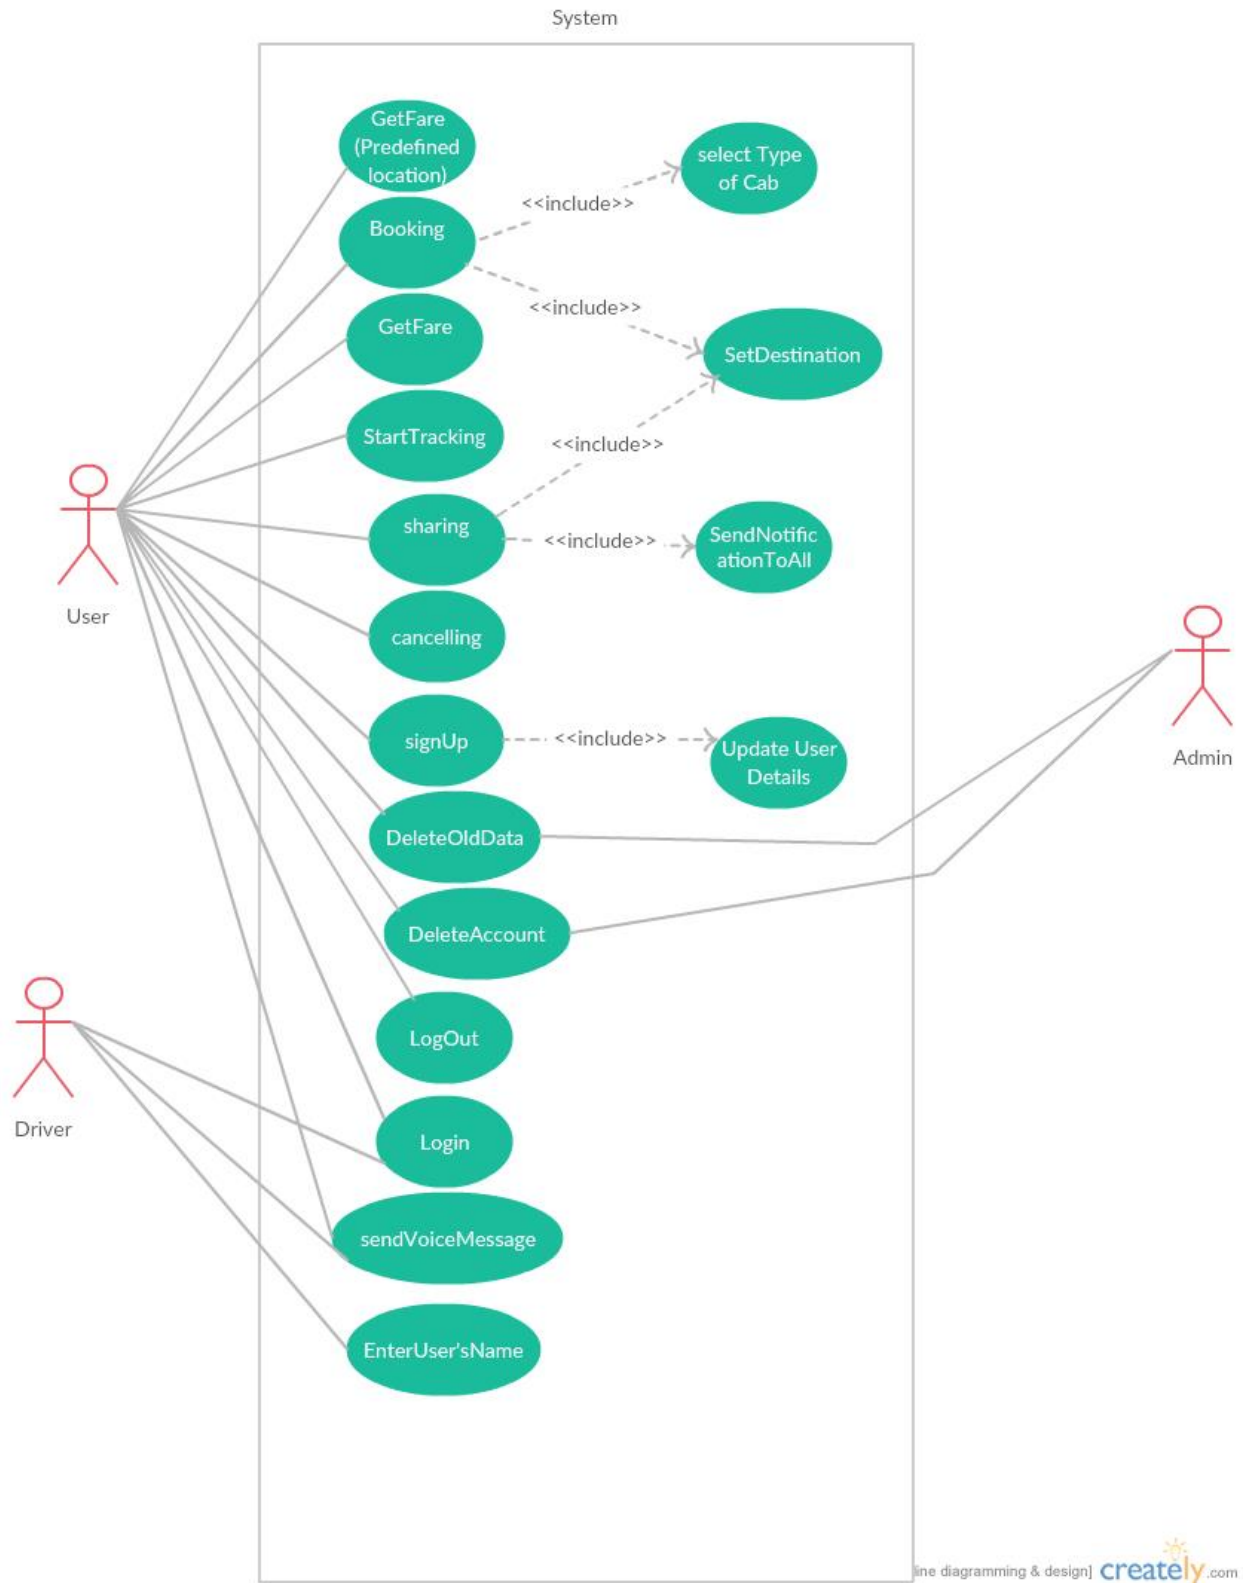 System
GetFare
(Predefined
location)
select Type
of Cab
<<include>>
Booking
<<include>>
GetFare
SetDestination
StartTracking
<<include>>
sharing
<<include>>
SendNotific
ationToAll
User
cancelling
signUp
<<include>>
Update User
Details
Admin
DeleteOldData
DeleteAccount
LogOut
Driver
Login
sendVoiceMessage
EnterUser'sName
diagramming & design] creately.com